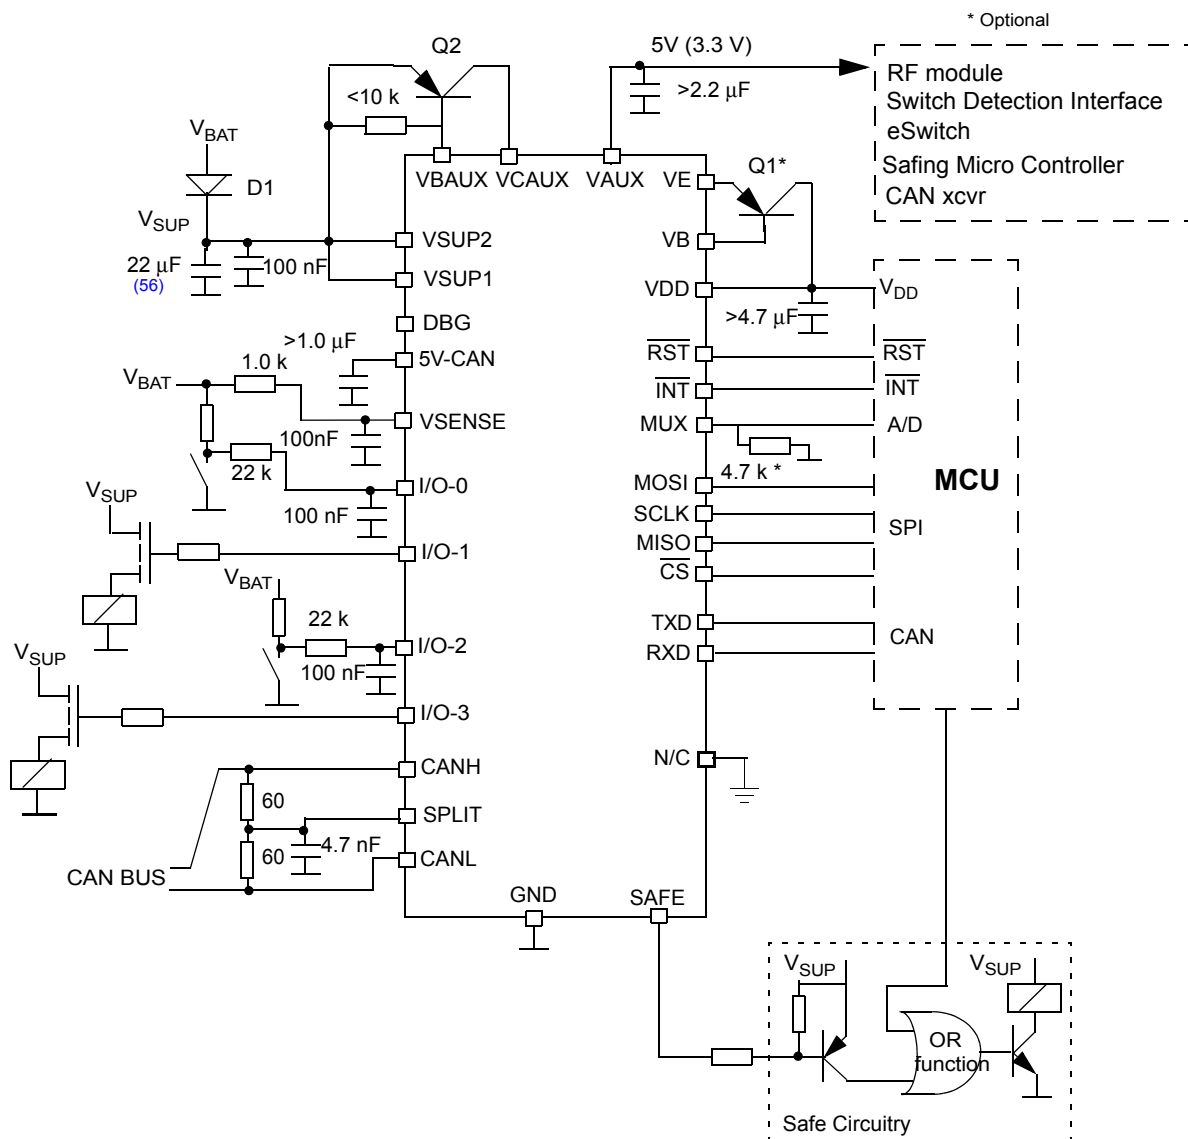 * Optional
Q2
5V (3.3 V)
RF module
Switch Detection Interface
eSwitch
Safing Micro Controller
CAN xcvr
<10 k
>2.2 μF
VBAT
D1
VSUP
22 μF
(56)
100 nF
VBAUX
VCAUX
VAUX
VE
Q1*
VB
VSUP2
VSUP1
VDD
VDD
>4.7 μF
DBG
>1.0 μF
5V-CAN
RST
RST
VBAT
1.0 k
INT
INT
VSENSE
100nF
MUX
A/D
22 k
4.7 k *
MCU
VSUP
I/O-0
100 nF
MOSI
SCLK
SPI
MISO
CS
I/O-1
VBAT
22 k
TXD
CAN
RXD
VSUP
I/O-2
100 nF
I/O-3
N/C
CANH
60
SPLIT
4.7 nF
60
CANL
CAN BUS
GND
SAFE
VSUP
VSUP
OR
function
Safe Circuitry